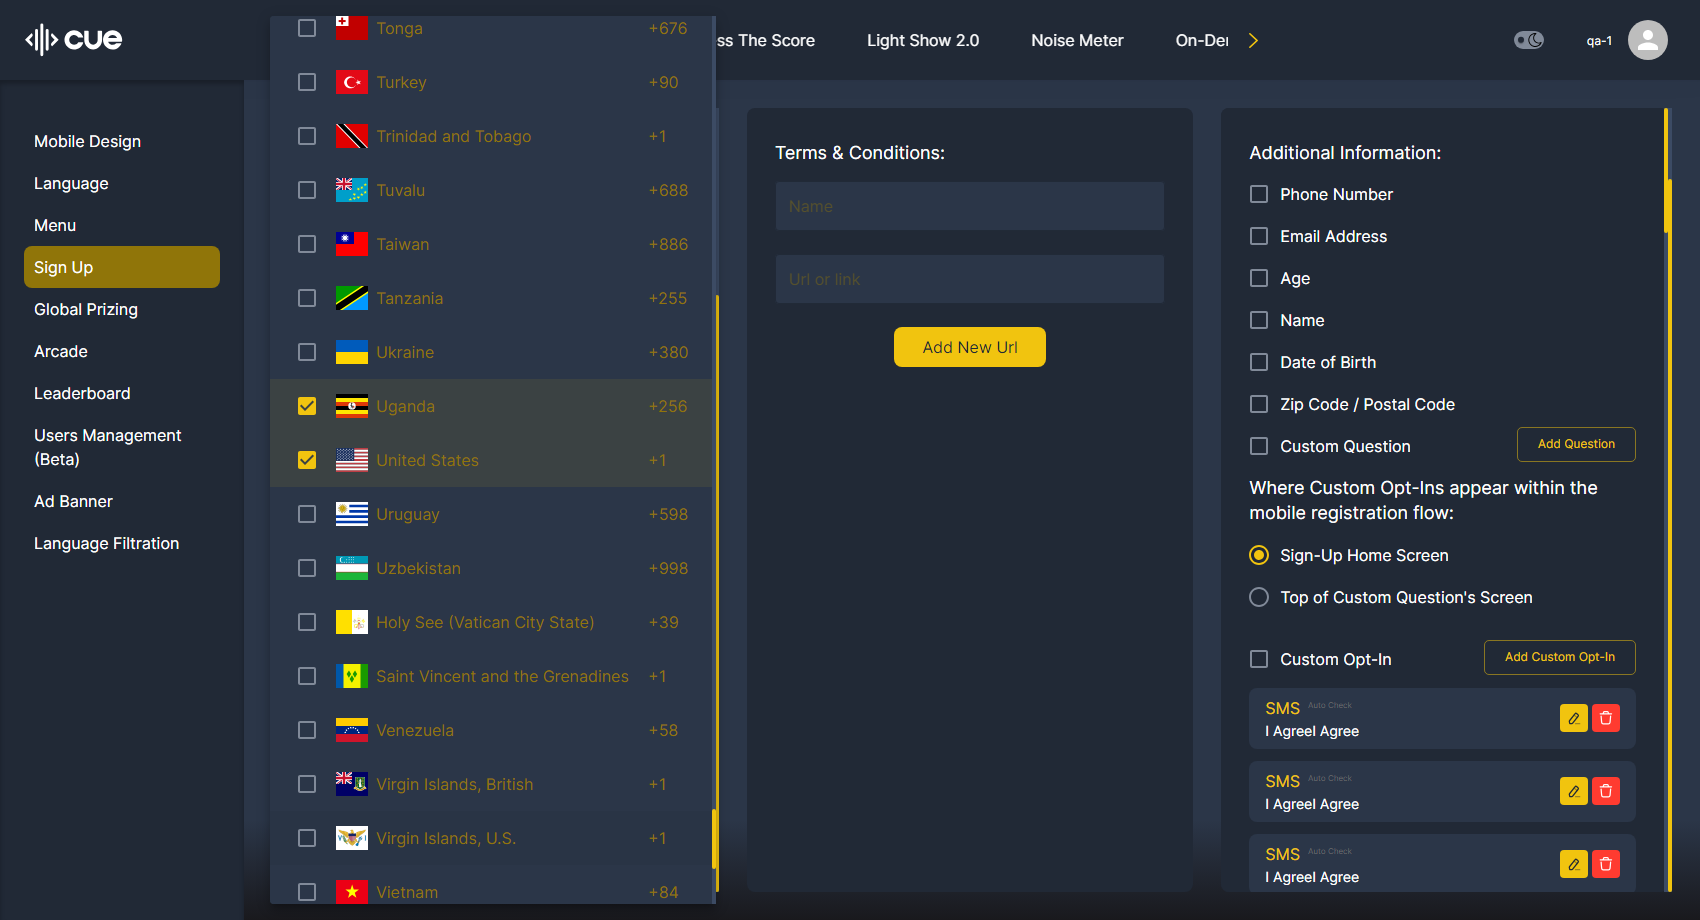 cue
ss The Score
Light Show 2.0
Noise Meter
On-Der
qa-1
Mobile Design
Language
Menu
Sign Up
Global Prizing
Arcade
Leaderboard
Users Management
(Beta)
Ad Banner
Language Filtration
Tonga +676
Turkey +90
Trinidad and Tobago +1
Tuvalu +688
Taiwan +886
Tanzania +255
Ukraine +380
Uganda +256
United States +1
Uruguay +598
Uzbekistan +998
Holy See (Vatican City State) +39
Saint Vincent and the Grenadines +1
Venezuela +58
Virgin Islands, British +1
Virgin Islands, U.S. +1
Vietnam +84
Terms & Conditions:
Name
Url or link
Add New Url
Additional Information:
Phone Number
Email Address
Age
Name
Date of Birth
Zip Code / Postal Code
Custom Question
Add Question
Where Custom Opt-Ins appear within the
mobile registration flow:
Sign-Up Home Screen
Top of Custom Question's Screen
Custom Opt-In
Add Custom Opt-In
SMS Auto Check
I AgreeI Agree
SMS Auto Check
I AgreeI Agree
SMS Auto Check
I AgreeI Agree